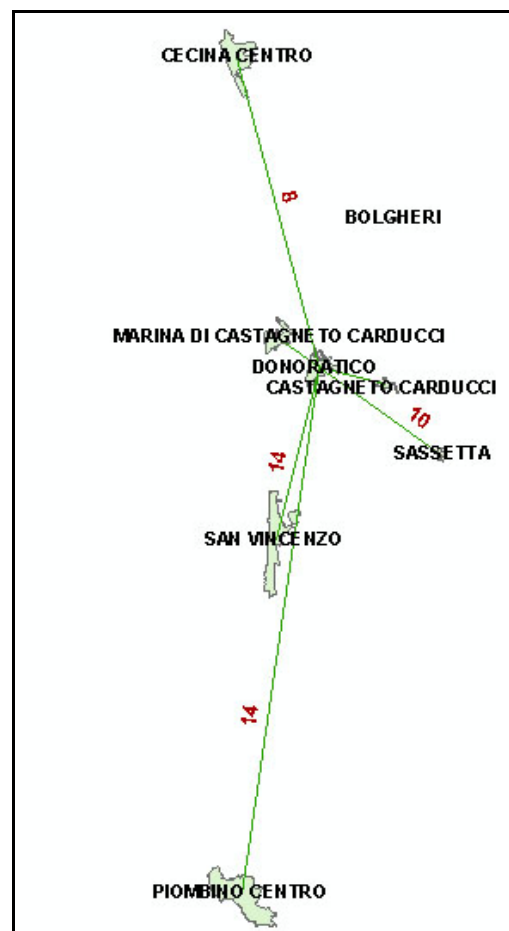 CECINA CENTRO
8
BOLGHERI
MARINA DI CASTAGNETO CARDUCCI
DONORATICO
CASTAGNETO CARDUCCI
10
SASSETTA
14
SAN VINCENZO
14
PIOMBINO CENTRO